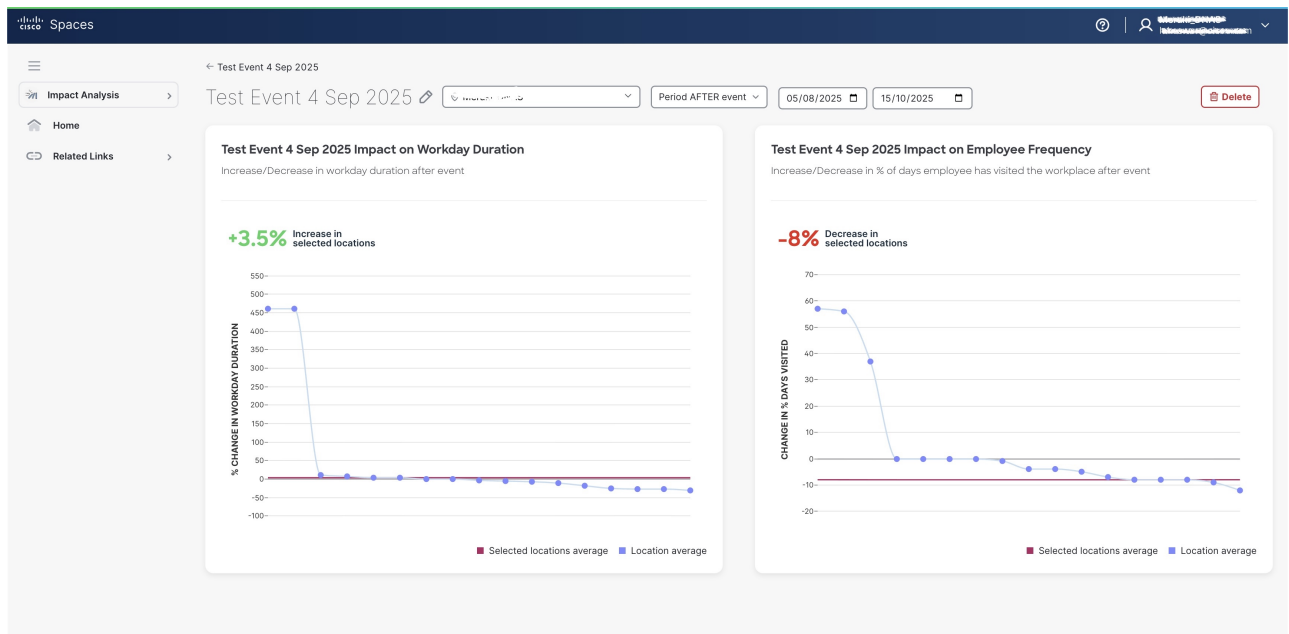 CISCO Spaces
← Test Event 4 Sep 2025
Impact Analysis
Home
Related Links
Test Event 4 Sep 2025
Period AFTER event
05/08/2025
15/10/2025
Delete
Test Event 4 Sep 2025 Impact on Workday Duration
Increase/Decrease in workday duration after event
+3.5% Increase in
selected locations
% CHANGE IN WORKDAY DURATION
550
500
450
400
350
300
250
200
150
100
50
0
-50
-100
Selected locations average
Location average
Test Event 4 Sep 2025 Impact on Employee Frequency
Increase/Decrease in % of days employee has visited the workplace after event
-8% Decrease in
selected locations
CHANGE IN % DAYS VISITED
70
60
50
40
30
20
10
0
-10
-20
Selected locations average
Location average